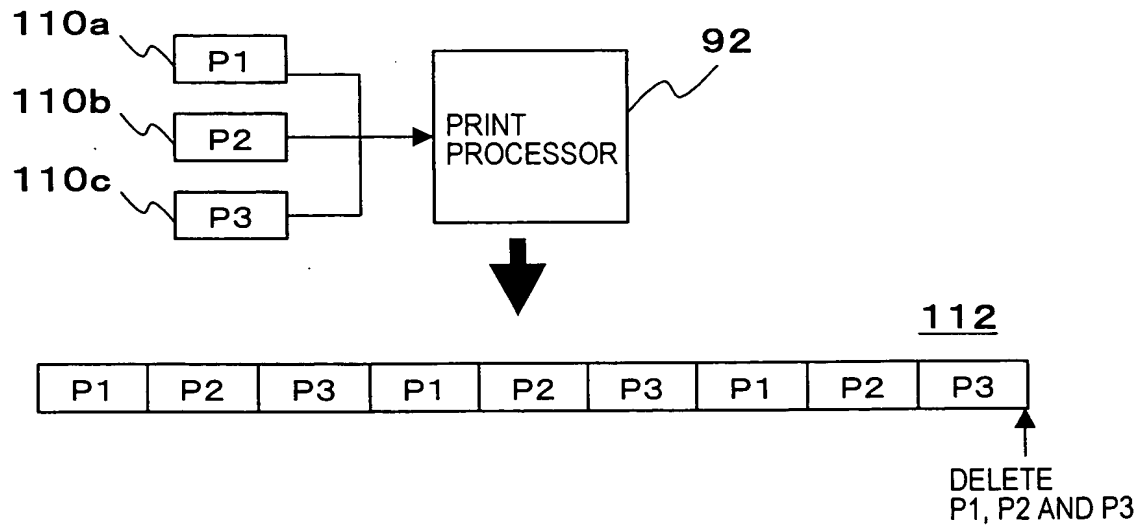 110a
P1
110b
P2
110c
P3
92
PRINT
PROCESSOR
112
P1 P2 P3 P1 P2 P3 P1 P2 P3
DELETE
P1, P2 AND P3